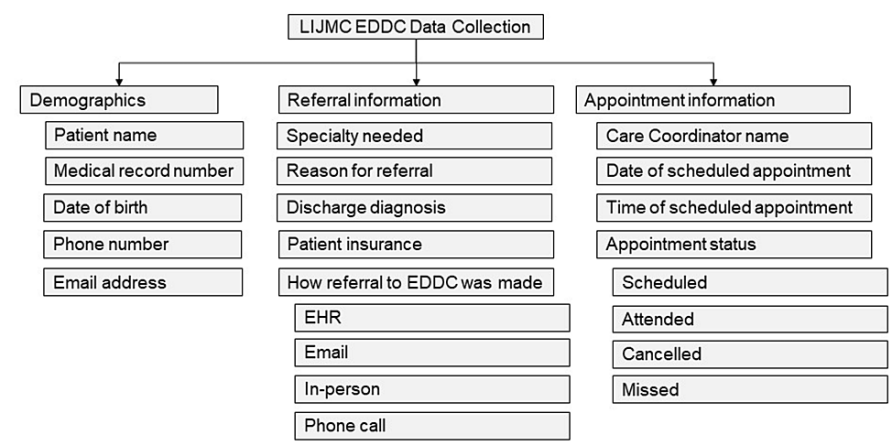 LIJMC EDDC Data Collection
Demographics
Patient name
Medical record number
Date of birth
Phone number
Email address
Referral information
Specialty needed
Reason for referral
Discharge diagnosis
Patient insurance
How referral to EDDC was made
EHR
Email
In-person
Phone call
Appointment information
Care Coordinator name
Date of scheduled appointment
Time of scheduled appointment
Appointment status
Scheduled
Attended
Cancelled
Missed